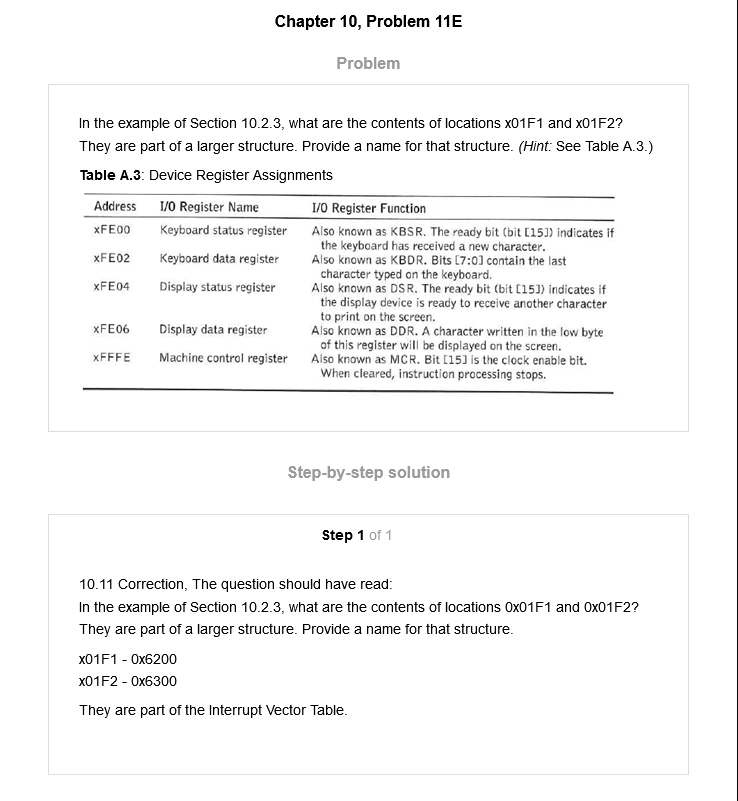 Chapter 10, Problem 11E
Problem
In the example of Section 10.2.3, what are the contents of locations x01F1 and x01F2?
They are part of a larger structure. Provide a name for that structure. (Hint: See Table A.3.)
Table A.3: Device Register Assignments
Address I/O Register Name I/O Register Function
xFE00 Keyboard status register Also known as KBSR. The ready bit (bit [15]) indicates if
the keyboard has received a new character.
xFE02 Keyboard data register Also known as KBDR. Bits [7:0] contain the last
character typed on the keyboard.
xFE04 Display status register Also known as DSR. The ready bit (bit [15]) indicates if
the display device is ready to receive another character
to print on the screen.
xFE06 Display data register Also known as DDR. A character written in the low byte
of this register will be displayed on the screen.
xFFFE Machine control register Also known as MCR. Bit [15] is the clock enable bit.
When cleared, instruction processing stops.
Step-by-step solution
Step 1 of 1
10.11 Correction, The question should have read:
In the example of Section 10.2.3, what are the contents of locations 0x01F1 and 0x01F2?
They are part of a larger structure. Provide a name for that structure.
x01F1 - 0x6200
x01F2 - 0x6300
They are part of the Interrupt Vector Table.